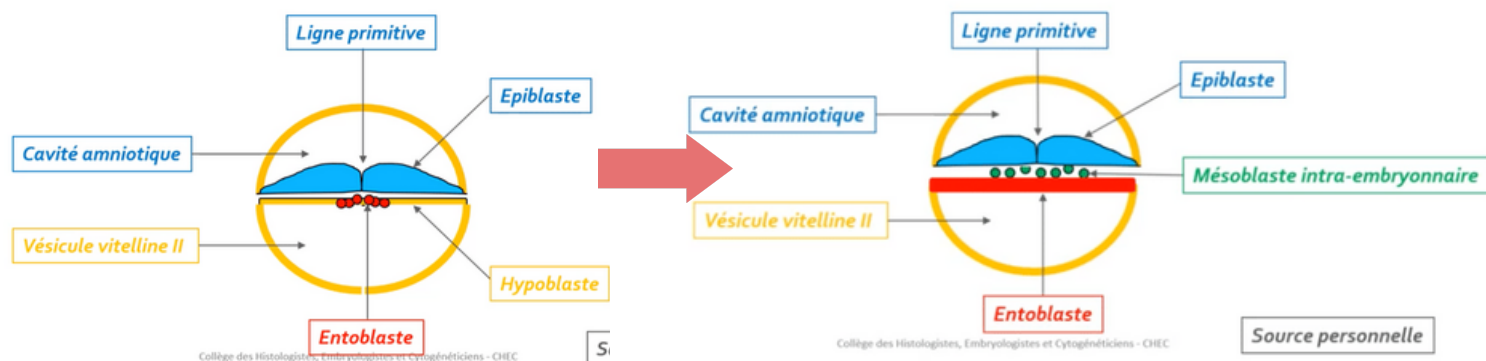 Ligne primitive
Epiblaste
Cavité amniotique
Vésicule vitelline II
Hypoblaste
Entoblaste
Collège des Histologistes, Embryologistes et Cytogénéticiens - CHEC
Ligne primitive
Epiblaste
Cavité amniotique
Mésoblaste intra-embryonnaire
Vésicule vitelline II
Entoblaste
Collège des Histologistes, Embryologistes et Cytogénéticiens - CHEC
Source personnelle